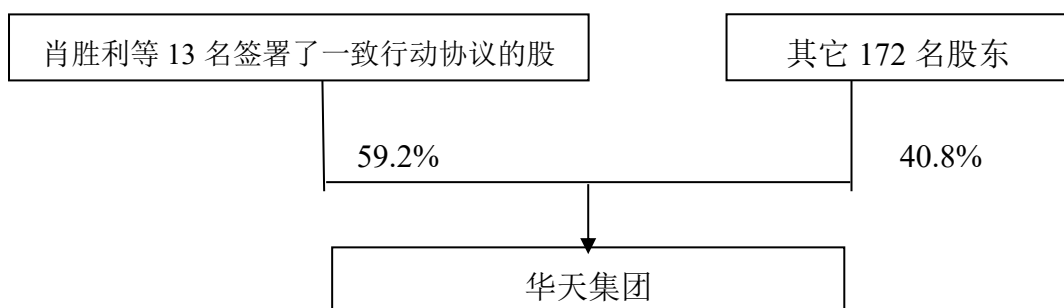 肖胜利等 13 名签署了一致行动协议的股
其它 172 名股东
59.2%
40.8%
华天集团